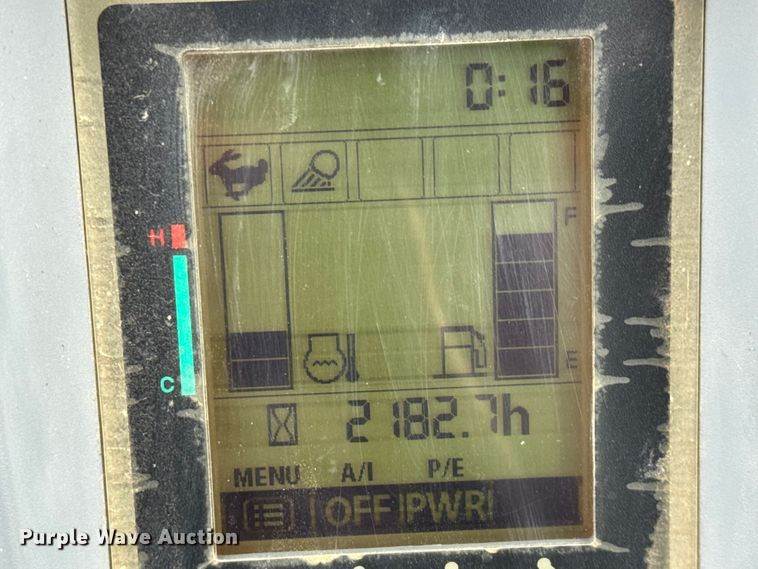 0:16
F
H
E
C
2182.7h
MENU A/I P/E
OFF PWR
Purple Wave Auction